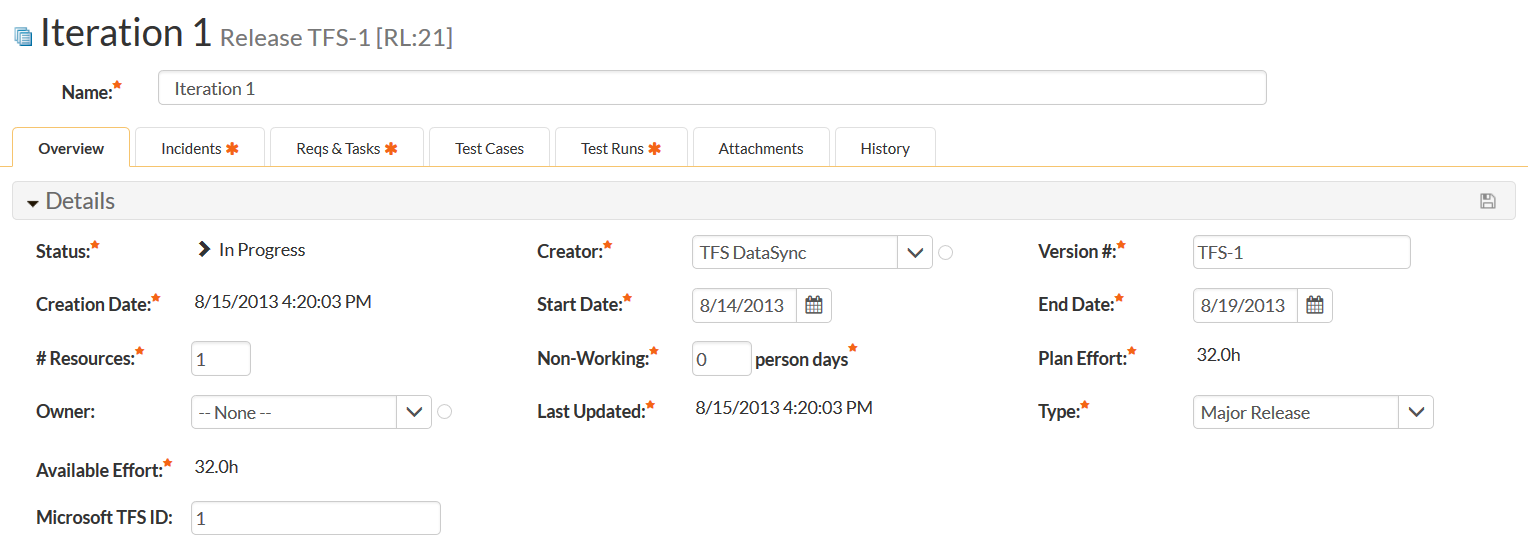 Iteration 1 Release TFS-1 [RL:21]
Name:* Iteration 1
Overview Incidents * Reqs & Tasks * Test Cases Test Runs * Attachments History
Details
Status:* In Progress Creator:* TFS DataSync Version #:* TFS-1
Creation Date:* 8/15/2013 4:20:03 PM Start Date:* 8/14/2013 End Date:* 8/19/2013
# Resources:* 1 Non-Working:* 0 person days* Plan Effort:* 32.0h
Owner: -- None -- Last Updated:* 8/15/2013 4:20:03 PM Type:* Major Release
Available Effort:* 32.0h
Microsoft TFS ID: 1